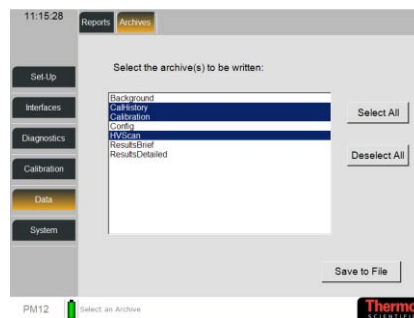 11:15:28
Reports Archives
Select the archive(s) to be written:
Set-Up
Interfaces
Diagnostics
Calibration
Data
System
Background
CalHistory
Calibration
Config
HVScan
ResultsBrief
ResultsDetailed
Select All
Deselect All
Save to File
PM12 Select an Archive
Thermo
SCIENTIFIC